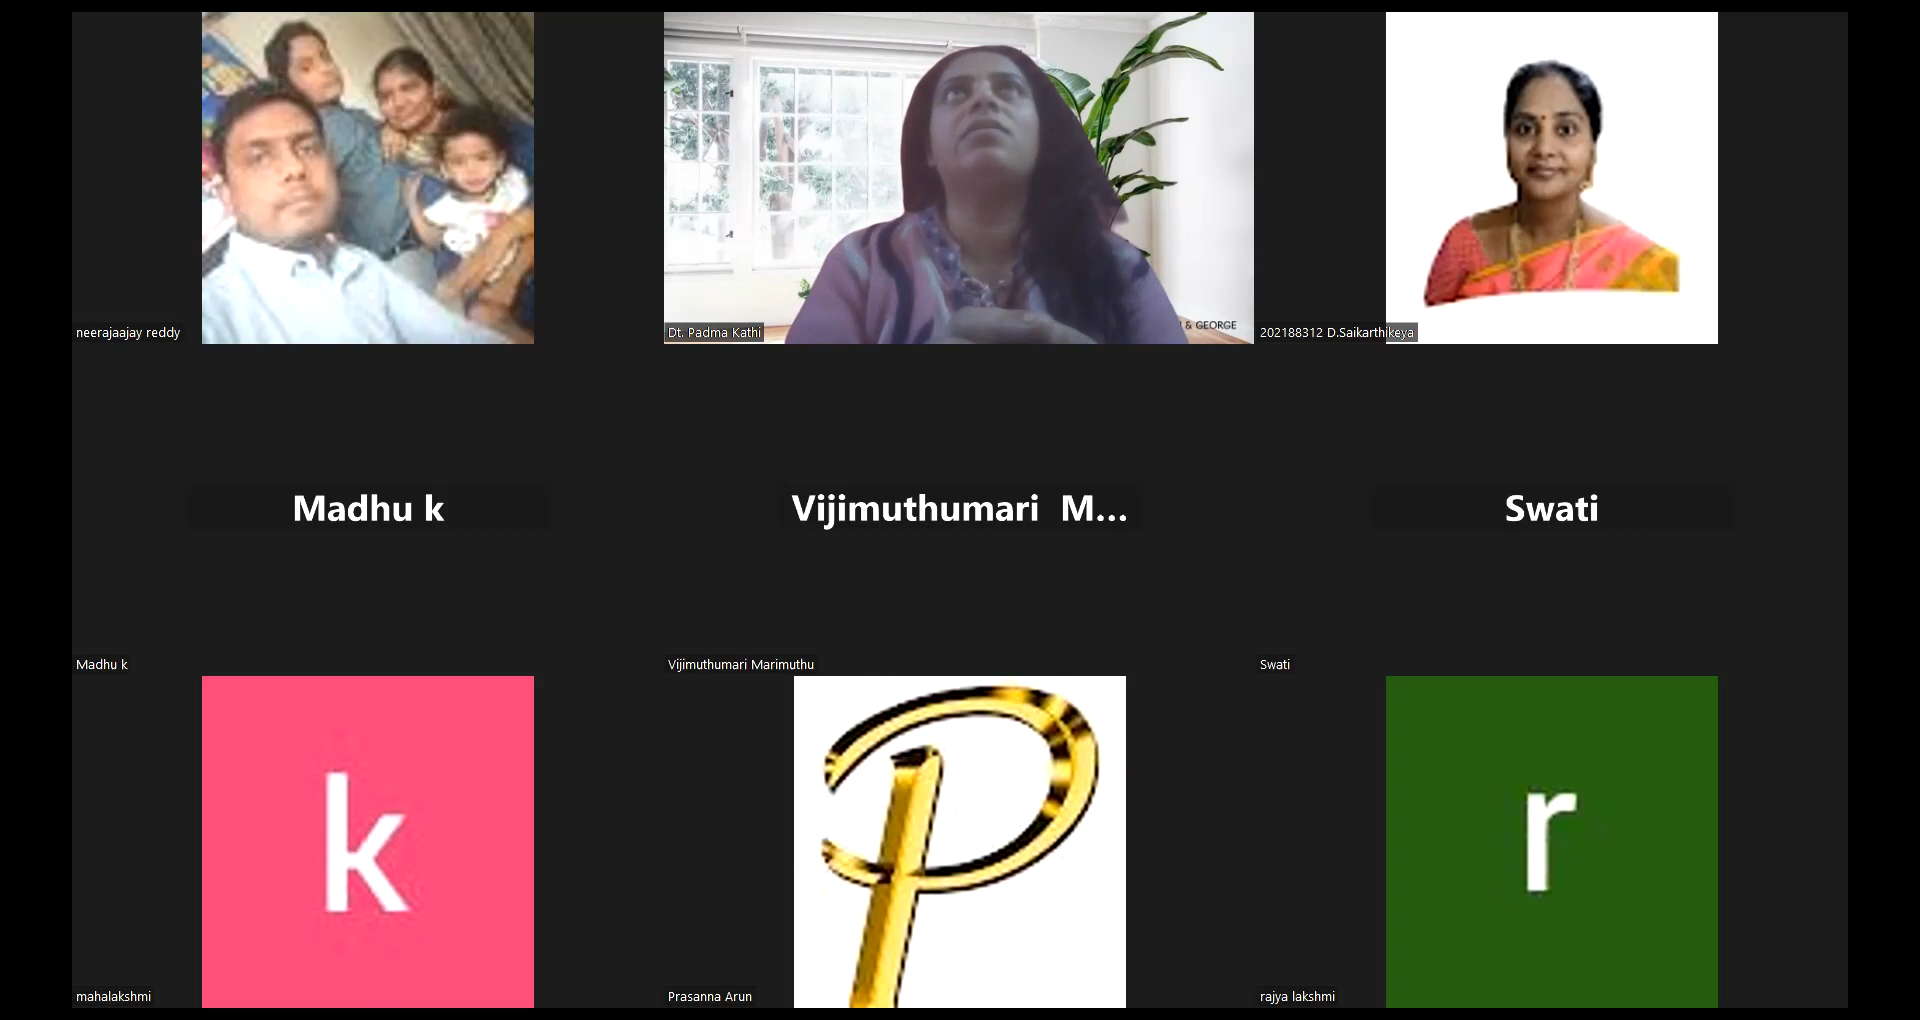 neerajaajay reddy
Dt. Padma Kathi
& GEORGE
202188312 D.Saikarthikeya
Madhu k
Vijimuthumari M...
Swati
Madhu k
Vijimuthumari Marimuthu
Swati
k
P
r
mahalakshmi
Prasanna Arun
rajya lakshmi